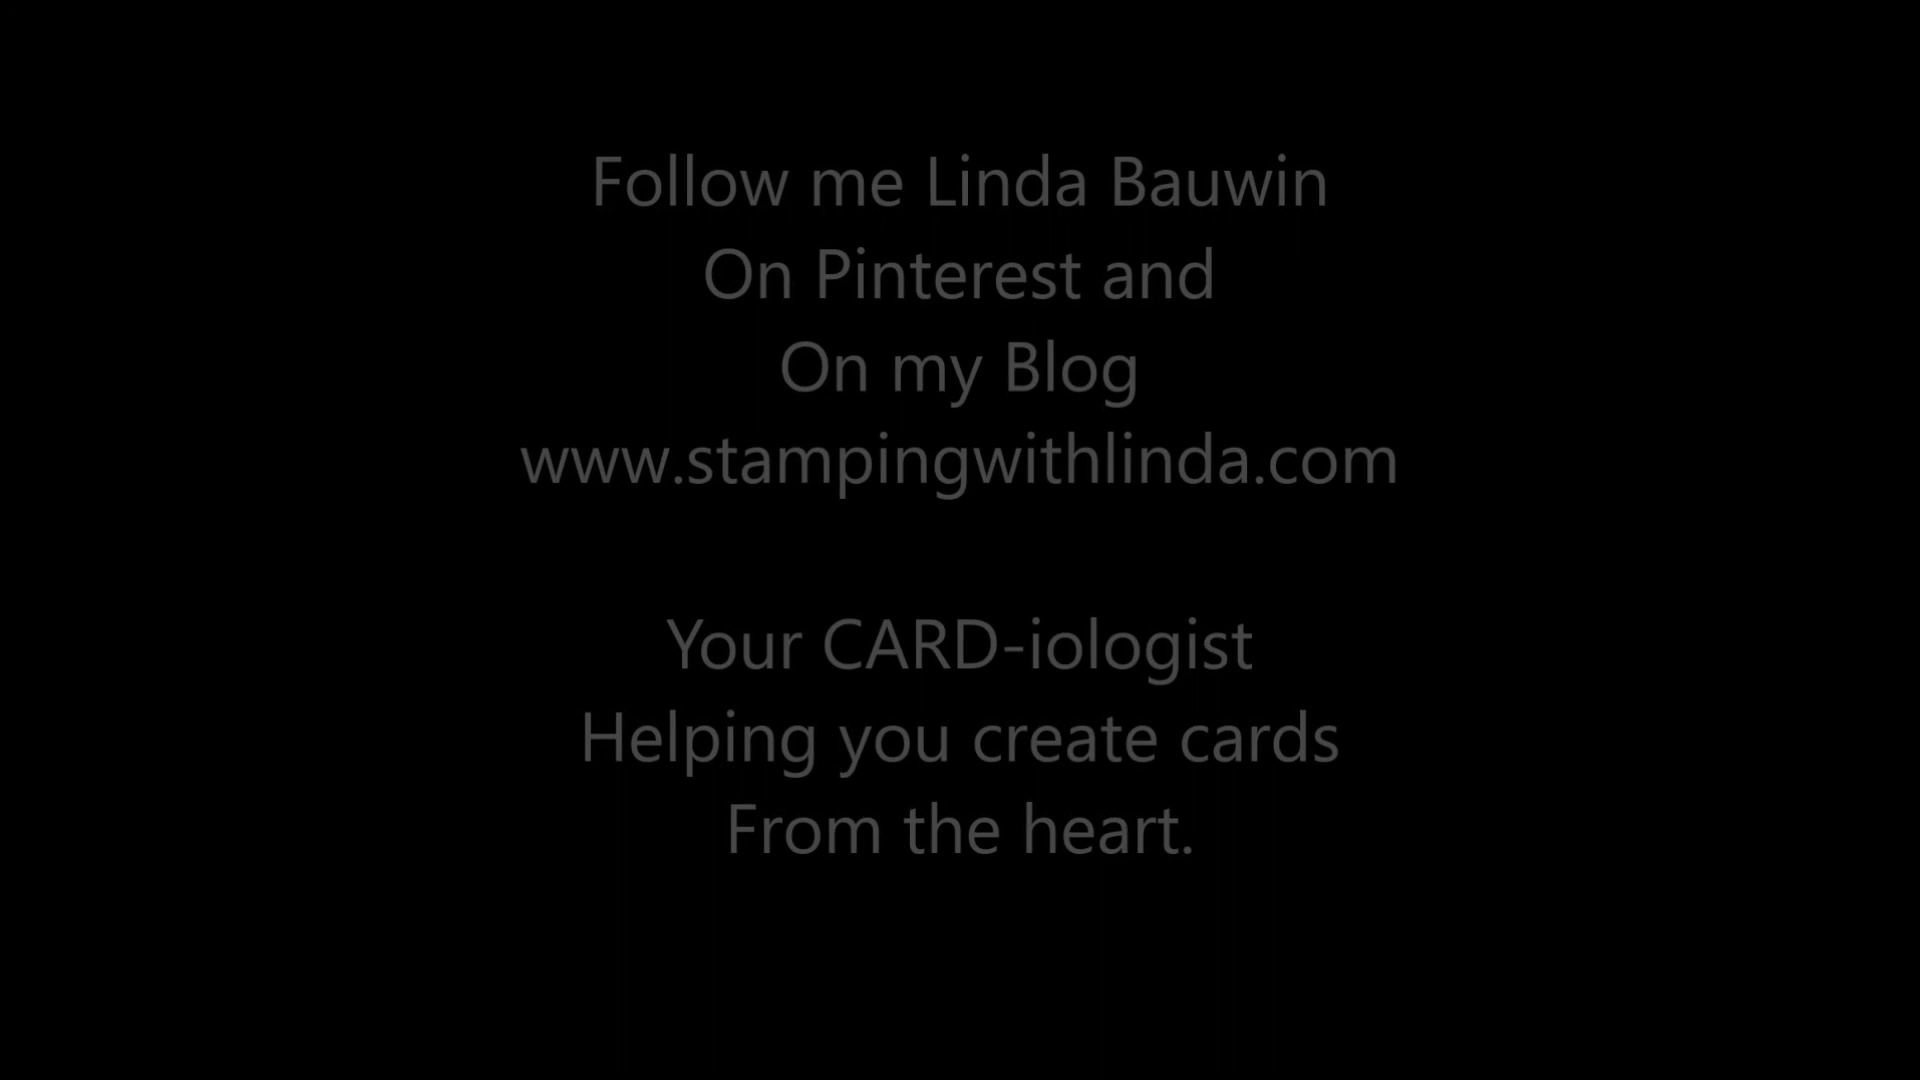 Follow me Linda Bauwin
On Pinterest and
On my Blog
www.stampingwithlinda.com
Your CARD-iologist
Helping you create cards
From the heart.